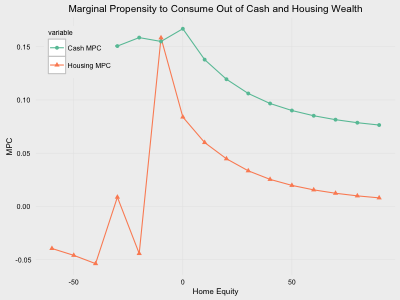 Marginal Propensity to Consume Out of Cash and Housing Wealth
variable
Cash MPC
Housing MPC
0.15
0.10
0.05
0.00
-0.05
MPC
-50
0
50
Home Equity